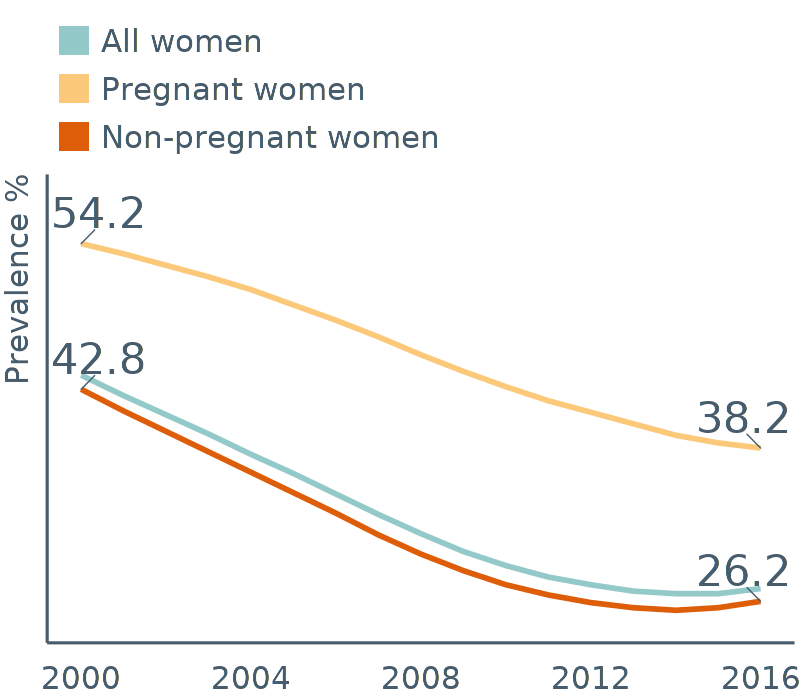 All women
Pregnant women
Non-pregnant women
Prevalence %
54.2
42.8
38.2
26.2
2000 2004 2008 2012 2016